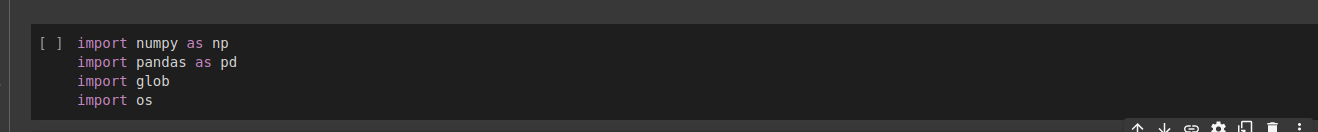 [ ] import numpy as np
import pandas as pd
import glob
import os